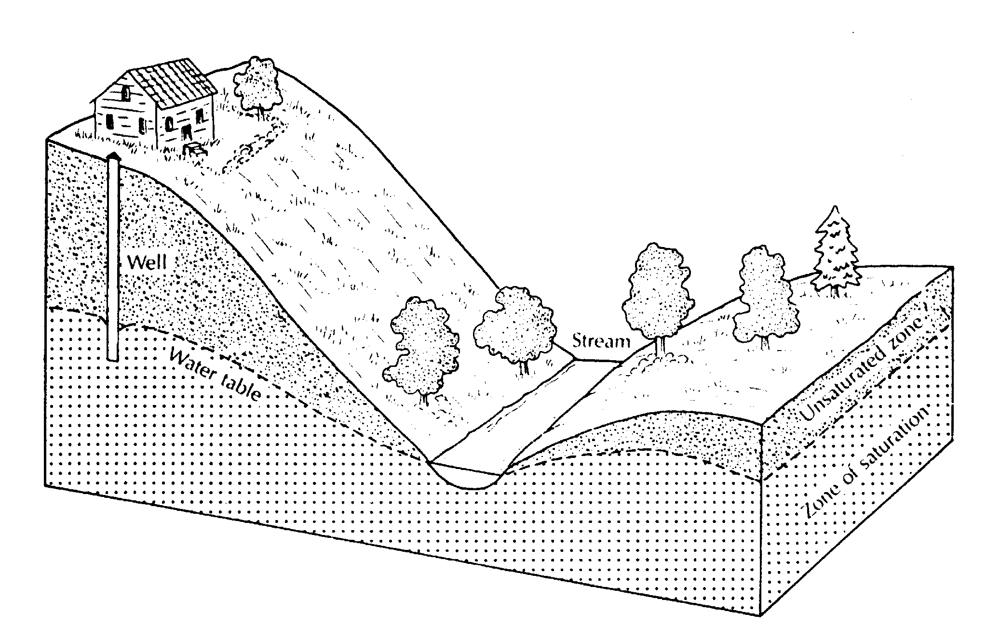 Well
Water table
Stream
Unsaturated zone
Zone of saturation